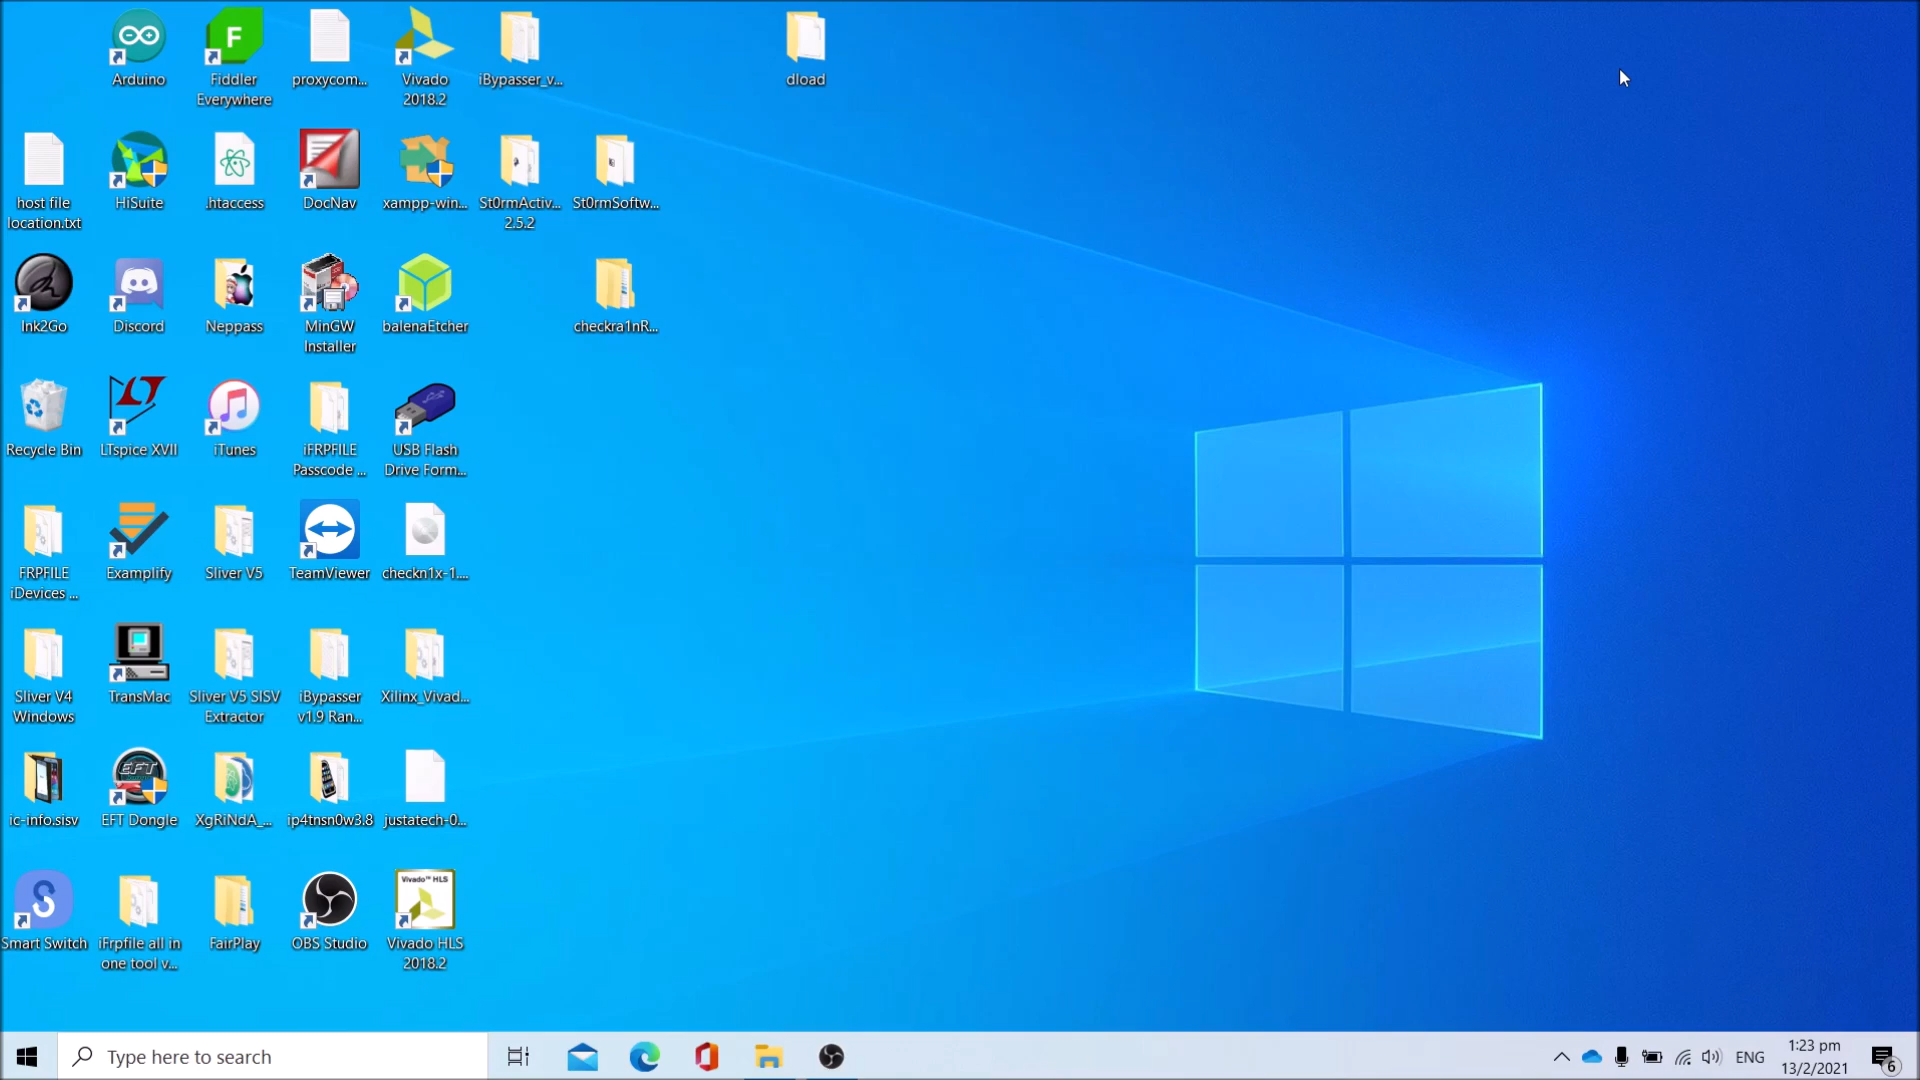 Arduino
F
Fiddler
Everywhere
proxycom...
Vivado
2018.2
iBypasser_v...
dload
host file
location.txt
HiSuite
.htaccess
DocNav
xampp-win...
St0rmActiv...
2.5.2
St0rmSoftw...
Ink2Go
Discord
Neppass
MinGW
Installer
balenaEtcher
checkra1nR...
Recycle Bin
LTspice XVII
iTunes
iFRPFILE
Passcode ...
USB Flash
Drive Form...
FRPFILE
iDevices ...
Examplify
Sliver V5
TeamViewer
checkn1x-1....
Sliver V4
Windows
TransMac
Sliver V5 SISV
Extractor
iBypasser
v1.9 Ran...
Xilinx_Vivad...
EFT
ic-info.sisv
EFT Dongle
XgRiNdA_...
ip4tnsn0w3.8
justatech-0...
Vivado™ HLS
Smart Switch
iFrpfile all in
one tool v...
FairPlay
OBS Studio
Vivado HLS
2018.2
Type here to search
ENG
1:23 pm
13/2/2021
6